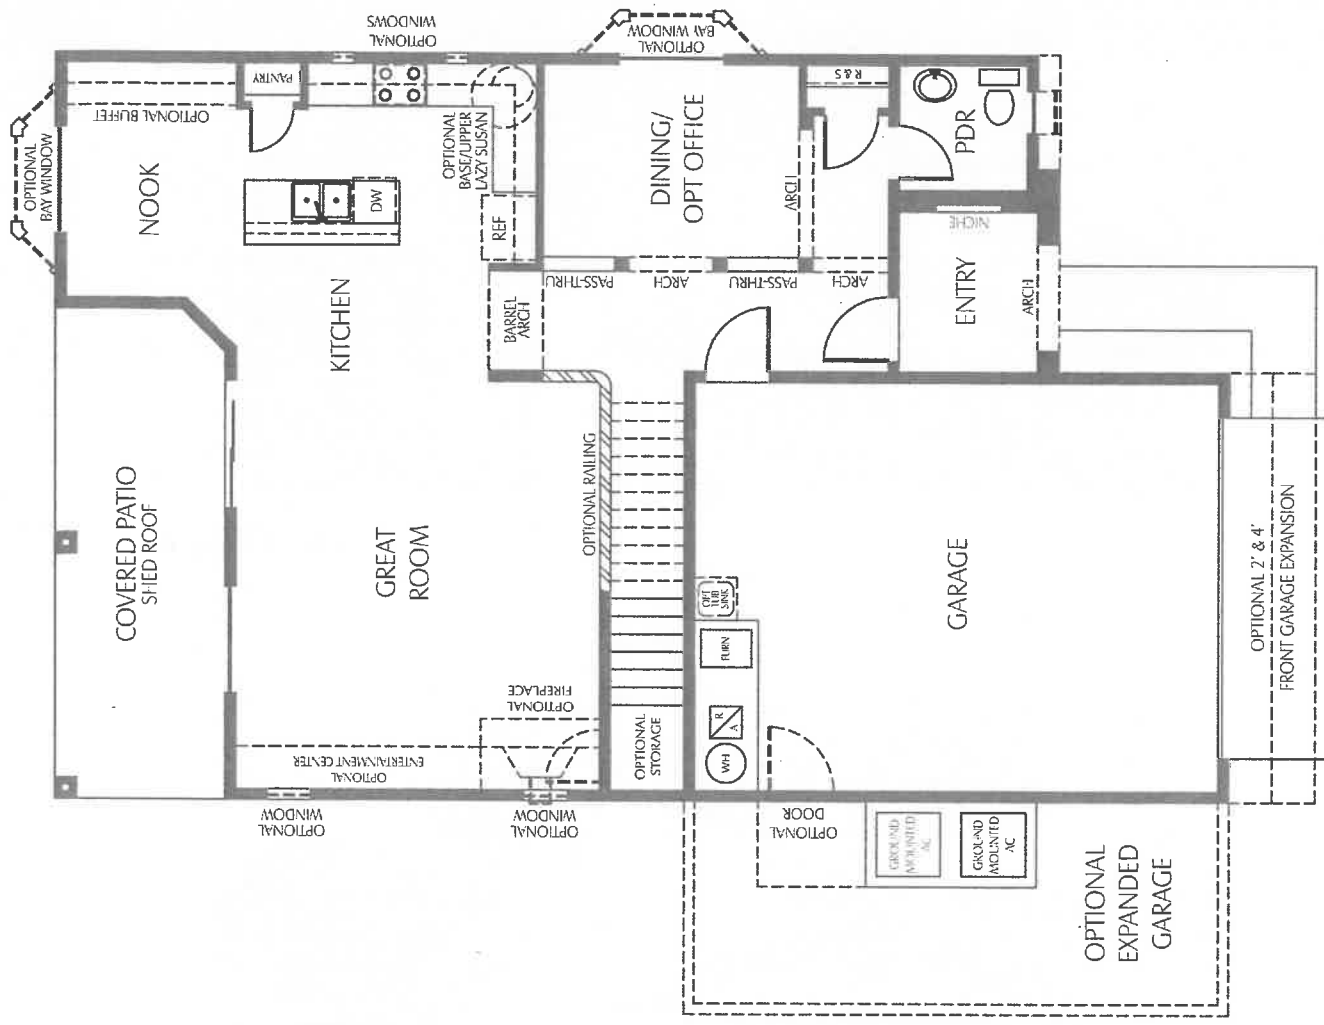 OPTIONAL
WINDOWS
OPTIONAL
BAY WINDOW
OPTIONAL
BAY WINDOW
OPTIONAL BUFFET
PANTRY
NOOK
DW
OPTIONAL
BASE/UPPER
LAZY SUSAN
REF
KITCHEN
BARREL
ARCH
DINING/
OPT OFFICE
R & S
ARCH
PDR
PASS-THRU
ARCH
PASS-THRU
ARCH
NICHE
ENTRY
ARCH
COVERED PATIO
SHED ROOF
GREAT
ROOM
OPTIONAL RAILING
OPTIONAL
FIREPLACE
OPTIONAL
ENTERTAINMENT CENTER
OPTIONAL
WINDOW
OPTIONAL
WINDOW
OPTIONAL
STORAGE
OPT
TUB
SINK
FURN
R
A
WH
GARAGE
OPTIONAL
DOOR
GROUND
MOUNTED
AC
GROUND
MOUNTED
AC
OPTIONAL
EXPANDED
GARAGE
OPTIONAL 2' & 4'
FRONT GARAGE EXPANSION